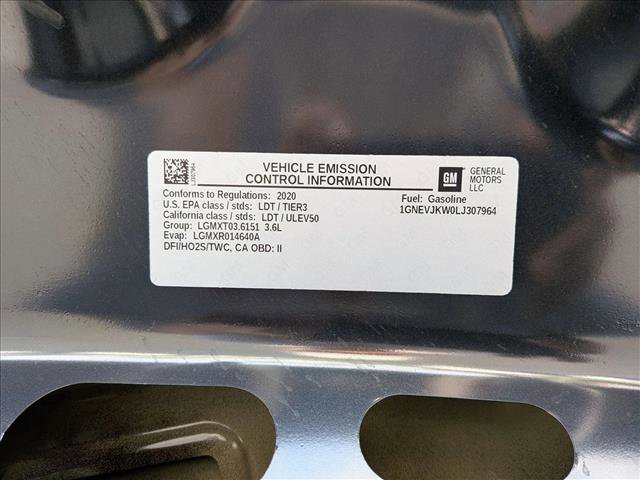 LJ307964
VEHICLE EMISSION
CONTROL INFORMATION
GM
GENERAL
MOTORS
LLC
Conforms to Regulations: 2020
U.S. EPA class / stds: LDT / TIER3
California class / stds: LDT / ULEV50
Group: LGMXT03.6151 3.6L
Evap: LGMXR014640A
DFI/HO2S/TWC, CA OBD: II
Fuel: Gasoline
1GNEVJKW0LJ307964